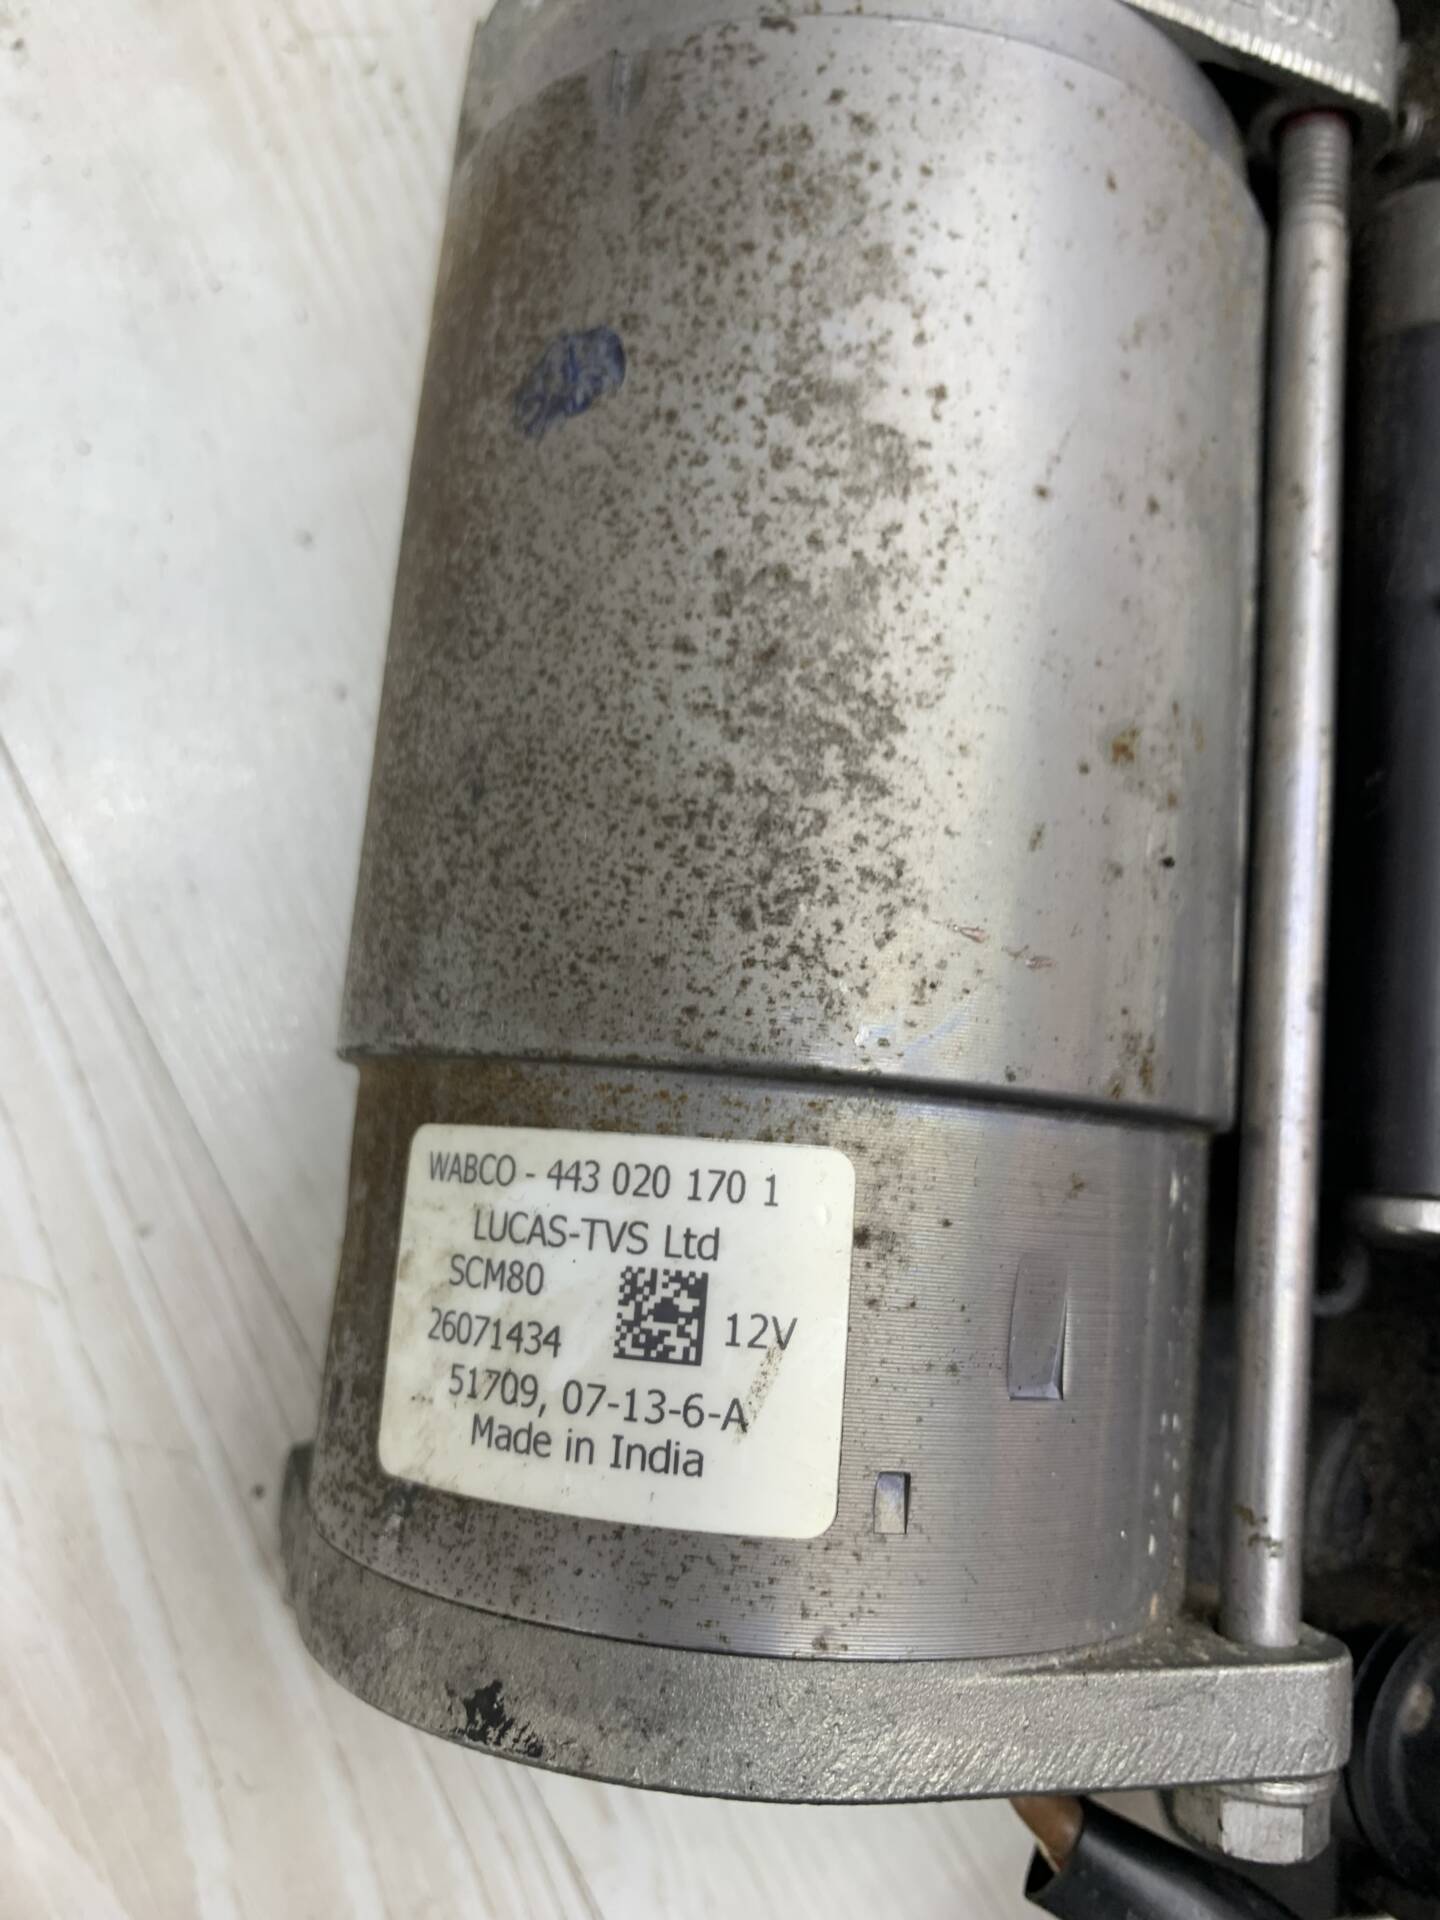 WABCO - 443 020 170 1
LUCAS-TVS Ltd
SCM80
26071434
12V
51709, 07-13-6-A
Made in India